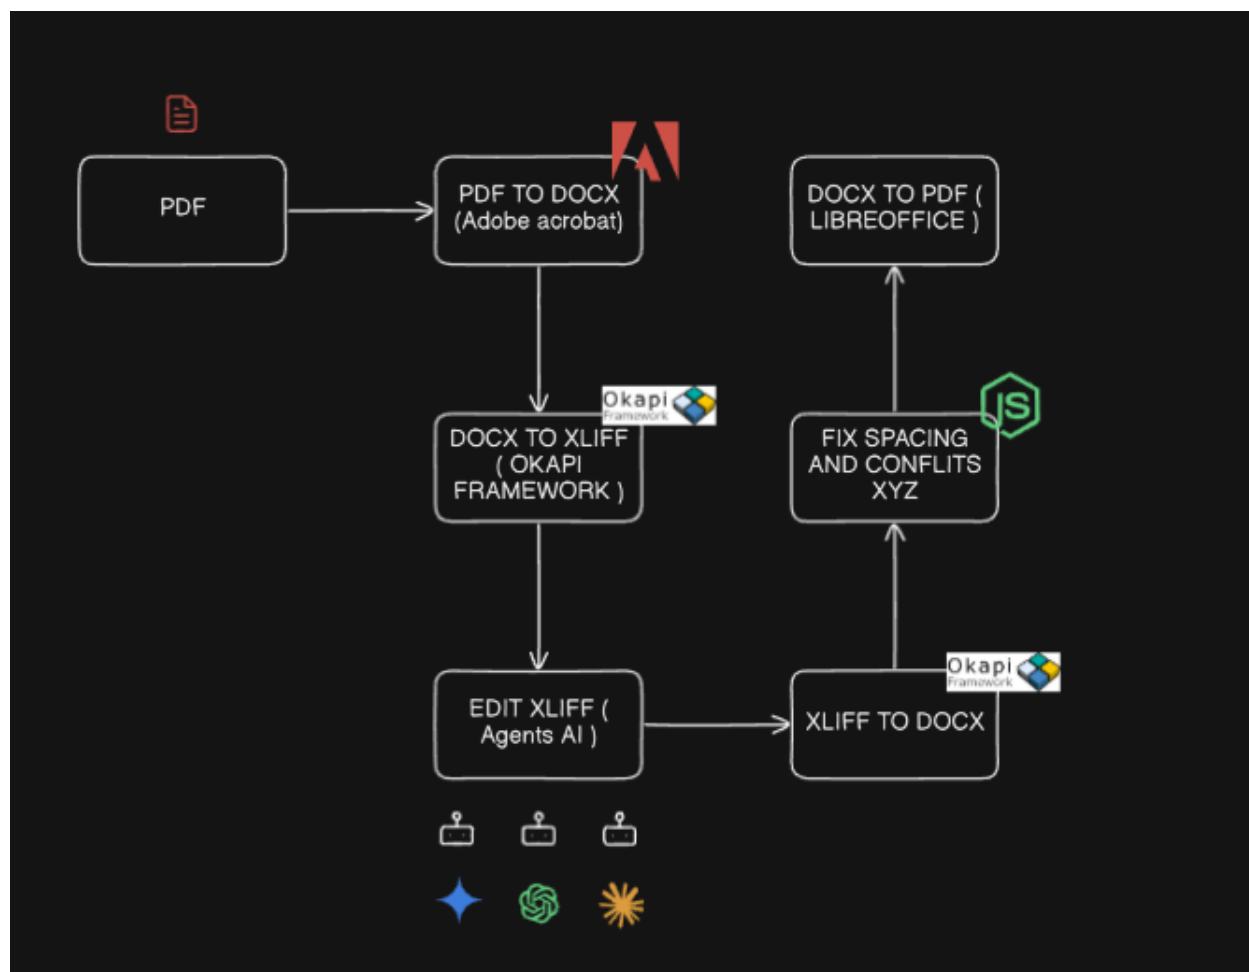 PDF
PDF TO DOCX
(Adobe acrobat)
DOCX TO XLIFF
( OKAPI
FRAMEWORK )
Okapi
Framework
EDIT XLIFF (
Agents AI )
XLIFF TO DOCX
Okapi
Framework
FIX SPACING
AND CONFLITS
XYZ
JS
DOCX TO PDF (
LIBREOFFICE )